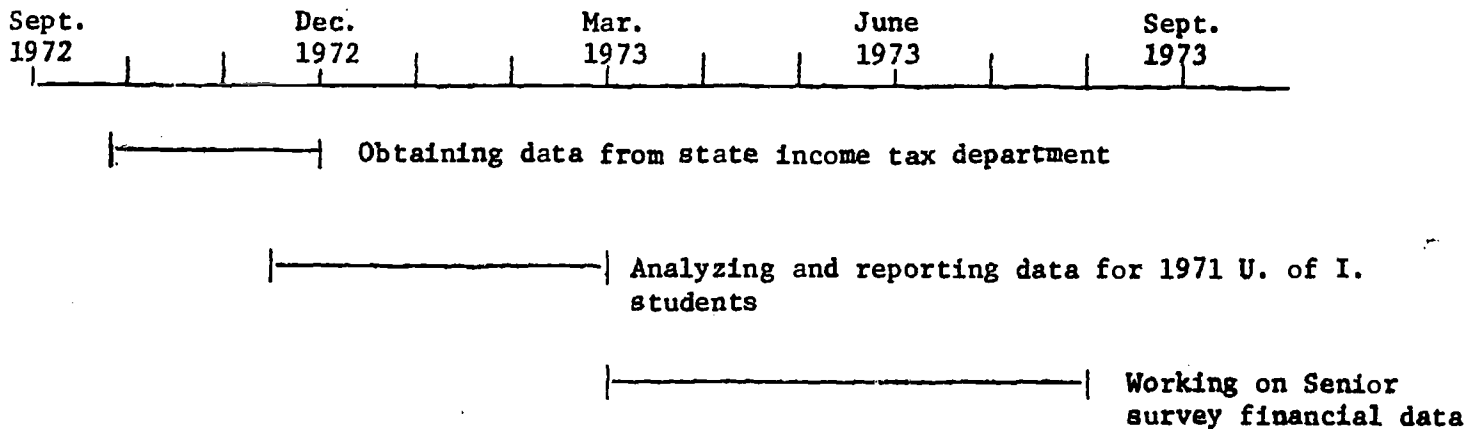 Sept. Dec. Mar. June Sept.
1972 1972 1973 1973 1973
Obtaining data from state income tax department
Analyzing and reporting data for 1971 U. of I.
students
Working on Senior
survey financial data